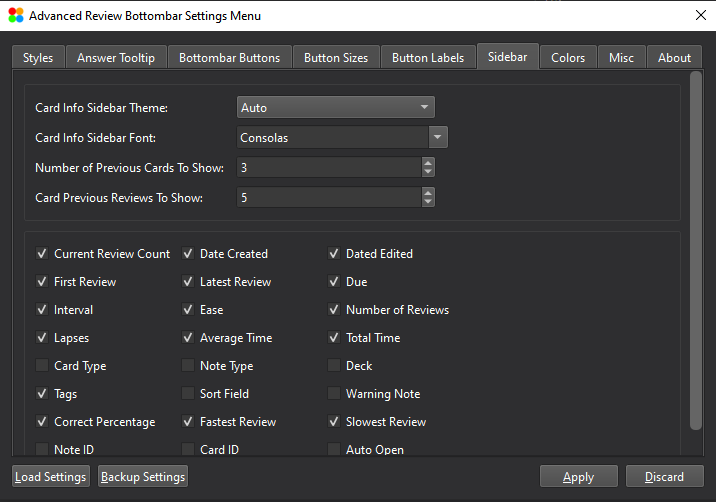 Advanced Review Bottombar Settings Menu
Styles Answer Tooltip Bottombar Buttons Button Sizes Button Labels Sidebar Colors Misc About
Card Info Sidebar Theme: Auto
Card Info Sidebar Font: Consolas
Number of Previous Cards To Show: 3
Card Previous Reviews To Show: 5
Current Review Count Date Created Dated Edited
First Review Latest Review Due
Interval Ease Number of Reviews
Lapses Average Time Total Time
Card Type Note Type Deck
Tags Sort Field Warning Note
Correct Percentage Fastest Review Slowest Review
Note ID Card ID Auto Open
Load Settings Backup Settings Apply Discard